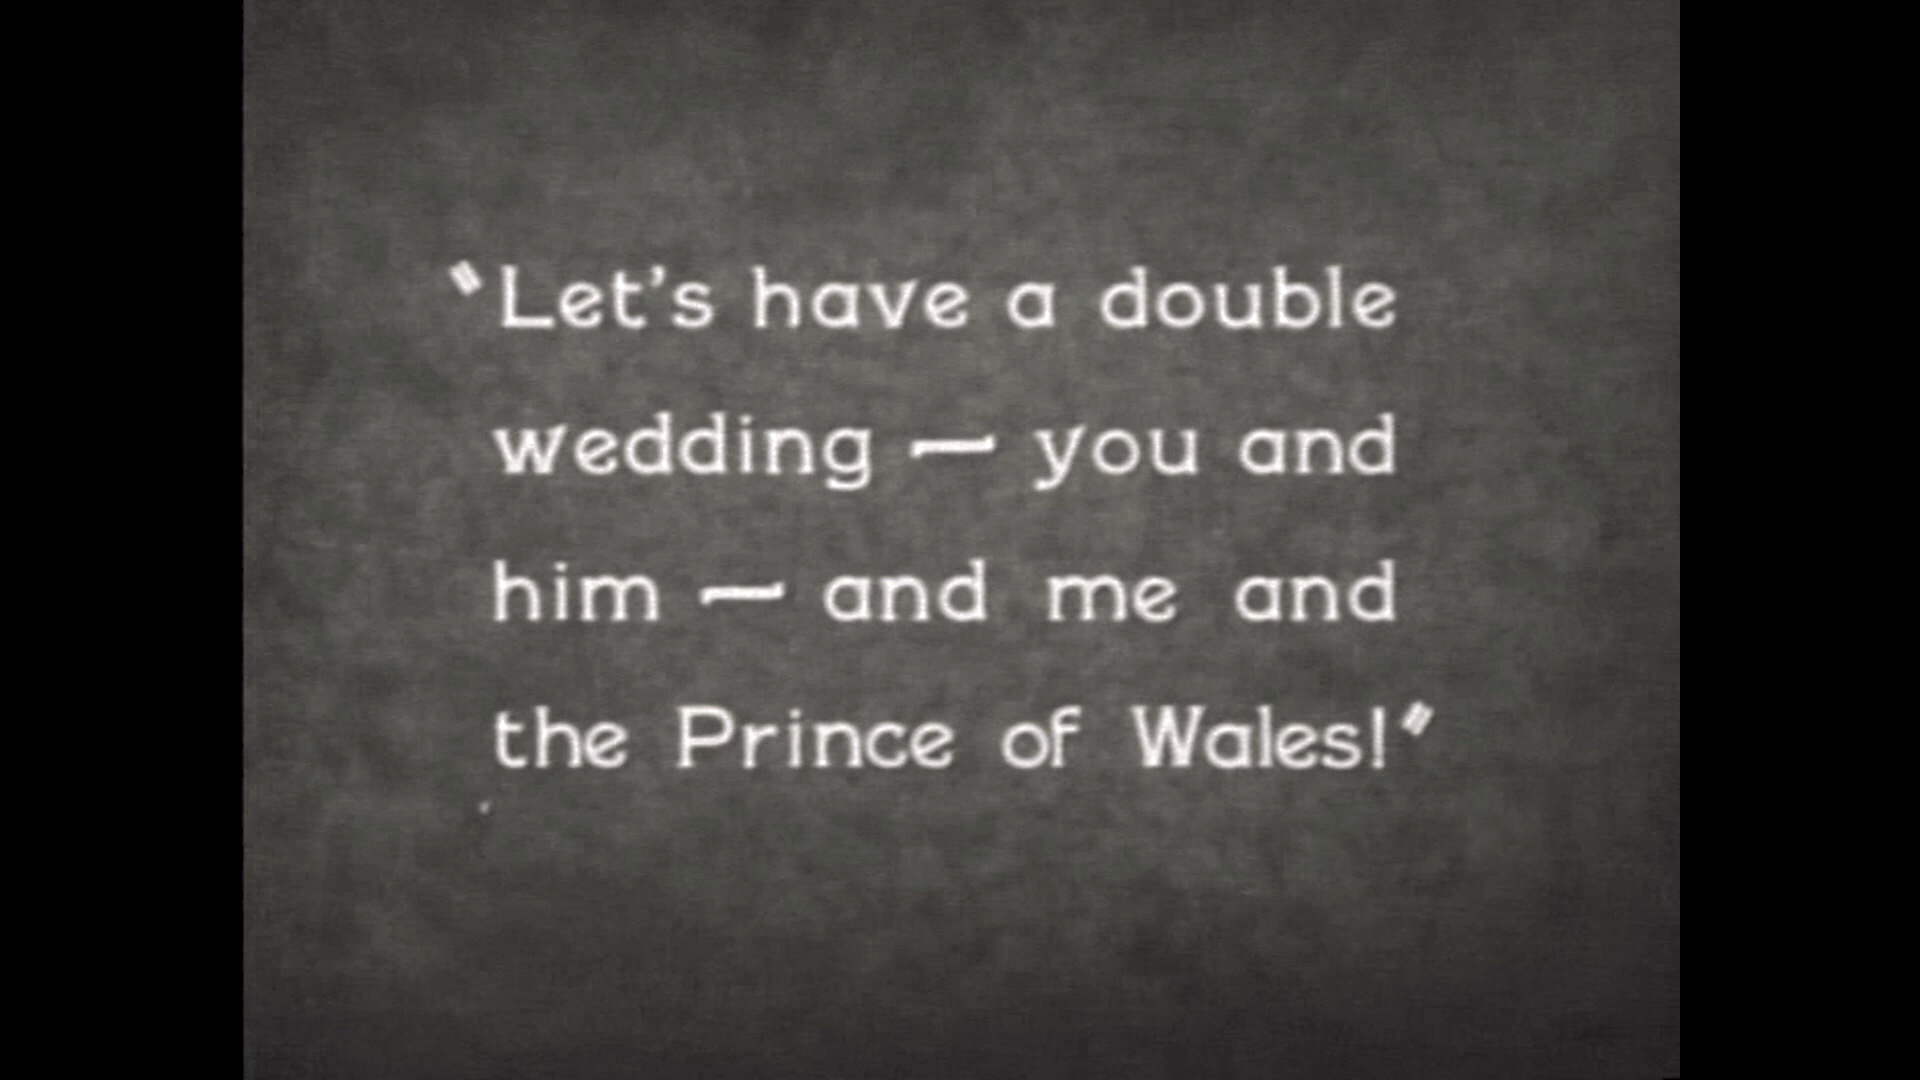 "Let's have a double
wedding — you and
him — and me and
the Prince of Wales!"